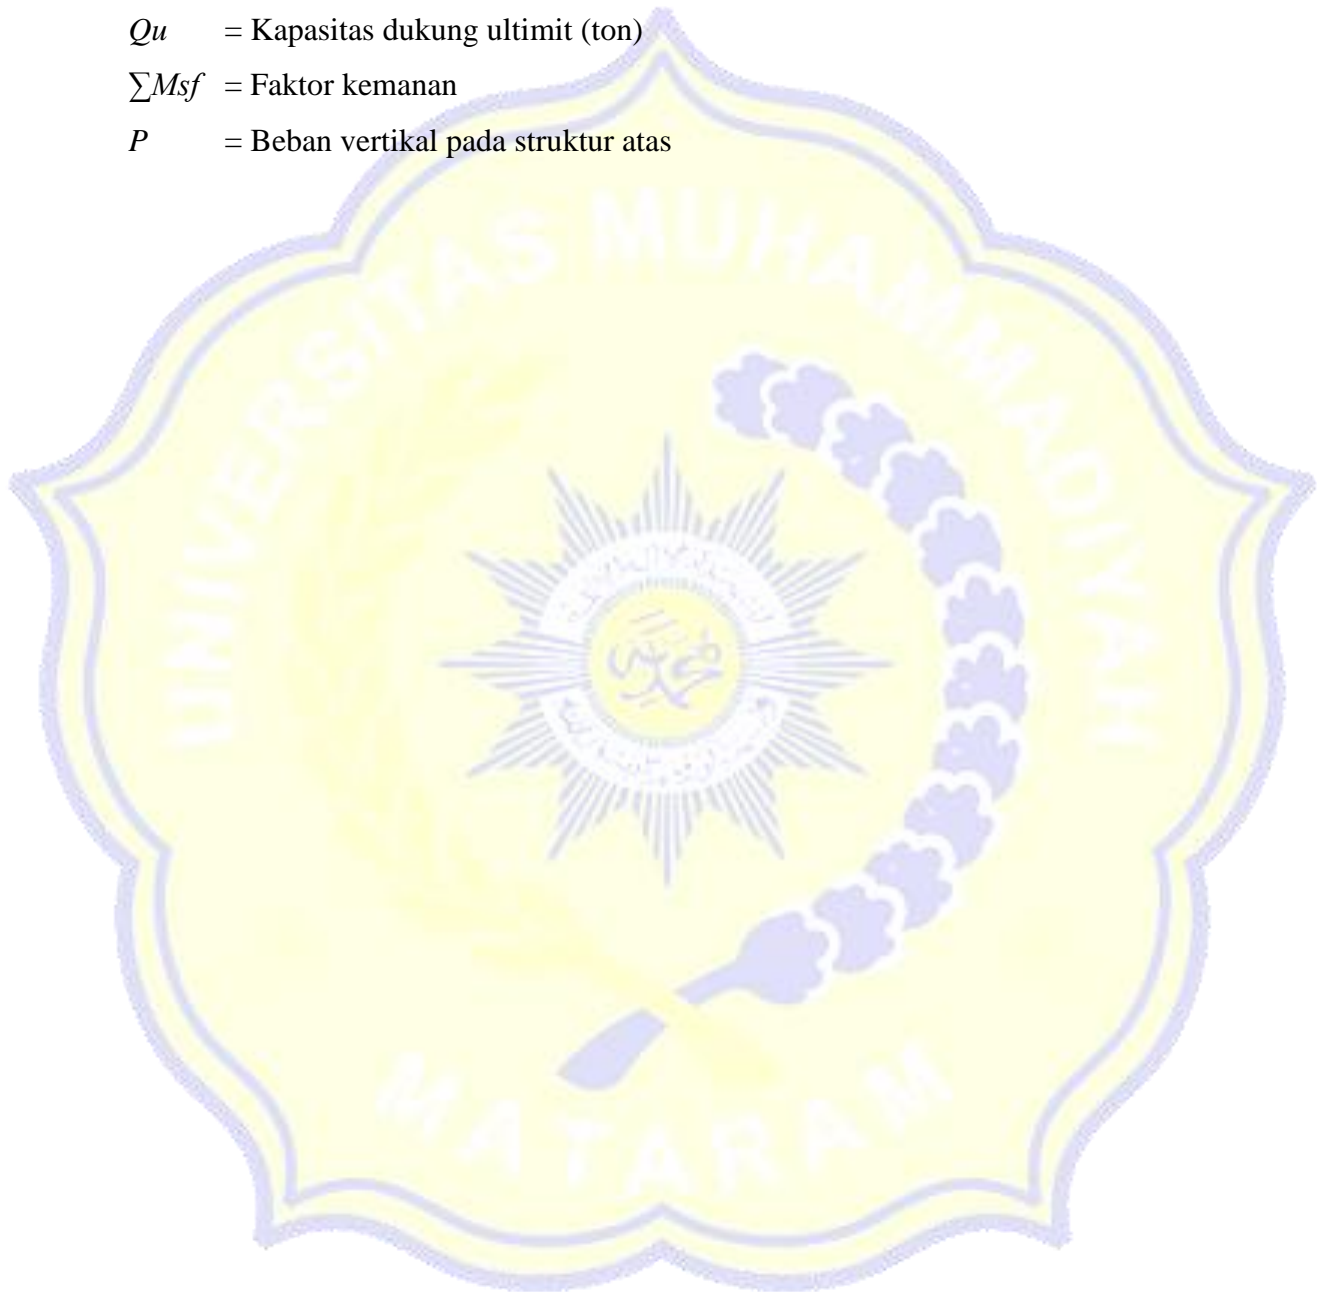 Qu = Kapasitas dukung ultimit (ton)
∑Msf = Faktor kemanan
P = Beban vertikal pada struktur atas
UNIVERSITAS MUHAMMADIYAH
MATARAM